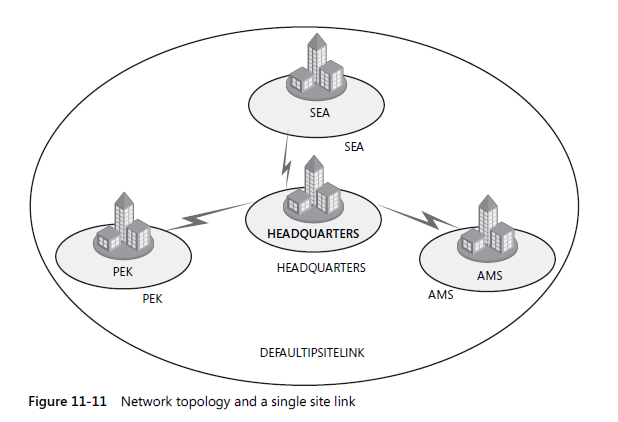 SEA
SEA
HEADQUARTERS
HEADQUARTERS
PEK
PEK
AMS
AMS
DEFAULTIPSITELINK
Figure 11-11 Network topology and a single site link